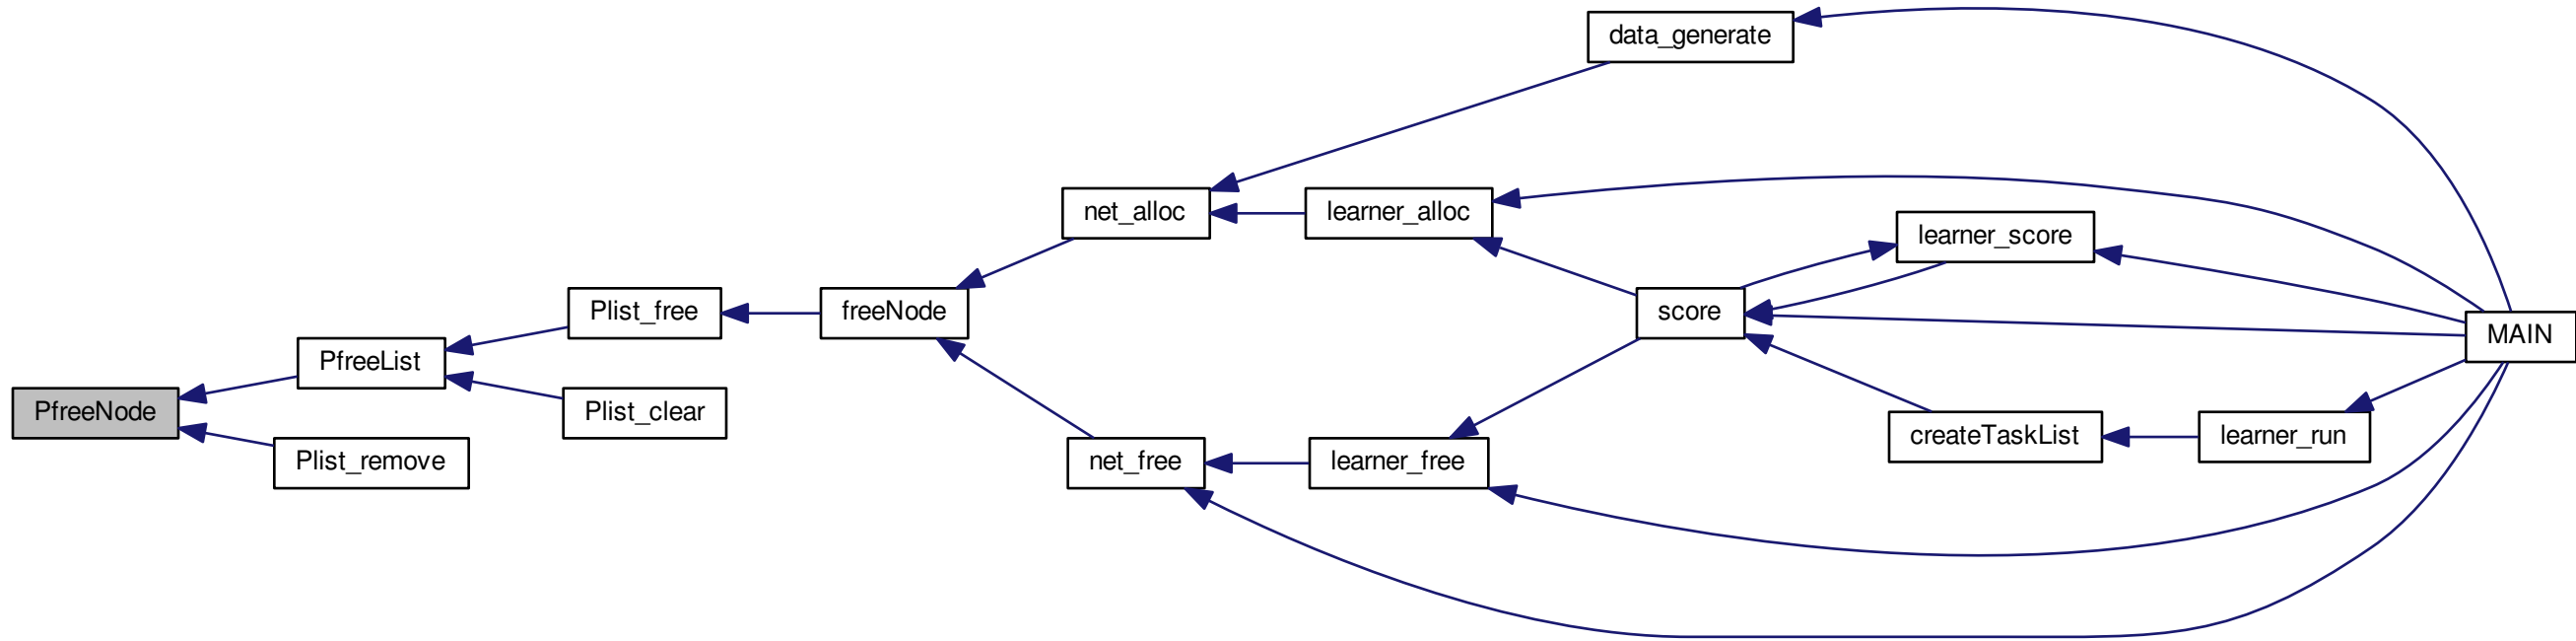 data_generate
net_alloc
learner_alloc
learner_score
Plist_free
freeNode
score
MAIN
PfreeList
PfreeNode
Plist_clear
createTaskList
learner_run
Plist_remove
net_free
learner_free